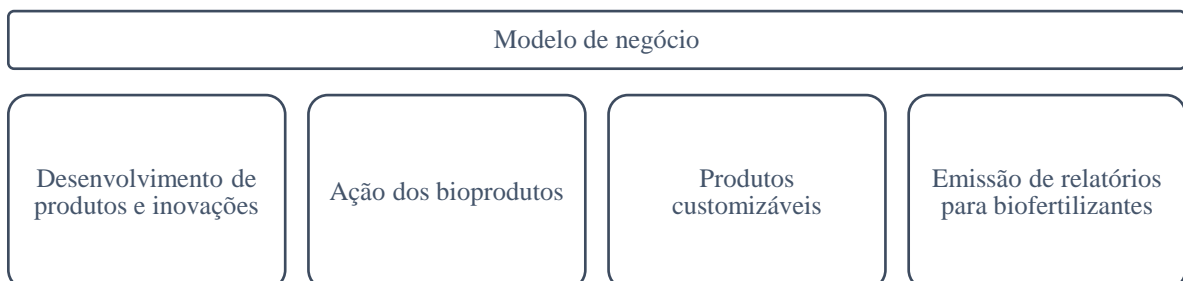 Modelo de negócio
Desenvolvimento de
produtos e inovações
Ação dos bioprodutos
Produtos
customizáveis
Emissão de relatórios
para biofertilizantes